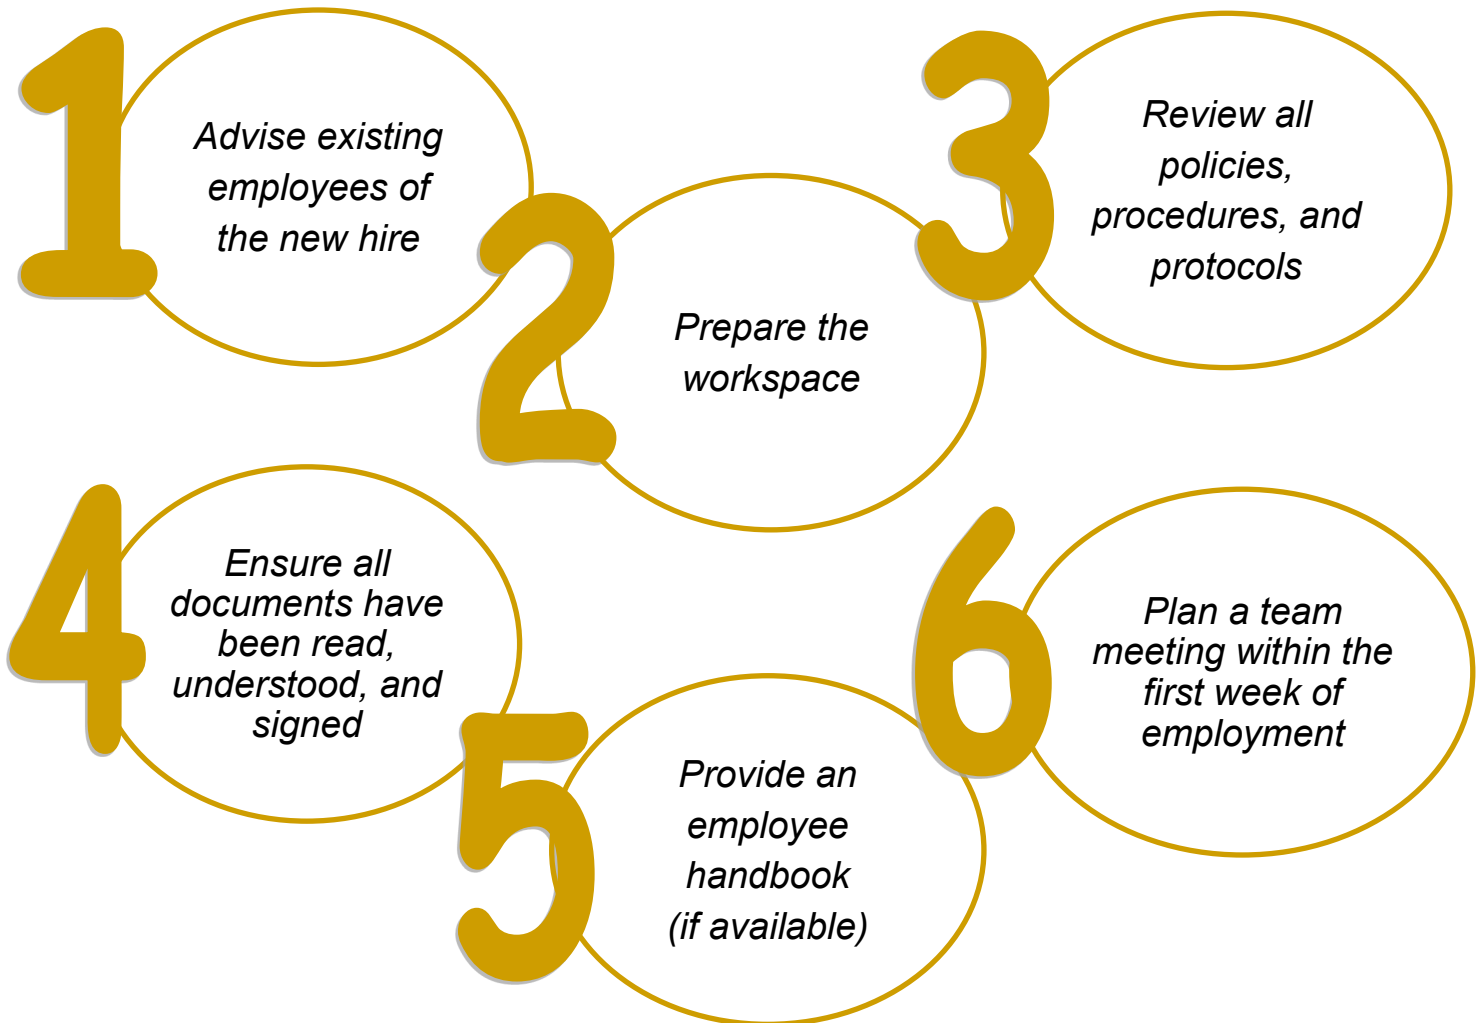 1
Advise existing
employees of
the new hire
2
Prepare the
workspace
3
Review all
policies,
procedures, and
protocols
4
Ensure all
documents have
been read,
understood, and
signed
5
Provide an
employee
handbook
(if available)
6
Plan a team
meeting within the
first week of
employment